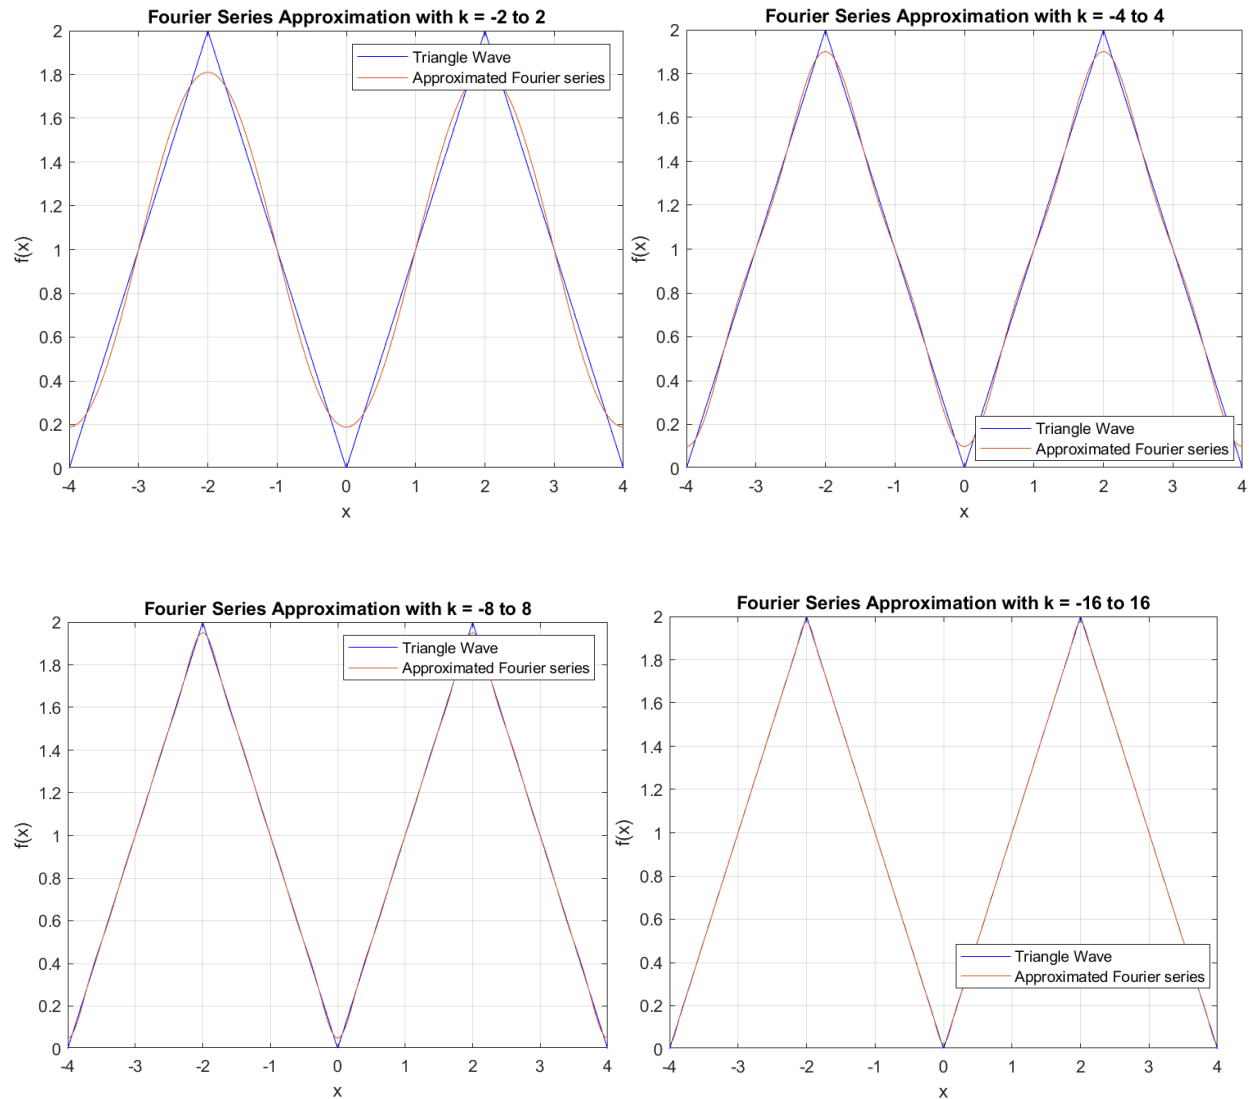 Fourier Series Approximation with k = -2 to 2
2
1.8
1.6
1.4
1.2
1
0.8
0.6
0.4
0.2
0
f(x)
Triangle Wave
Approximated Fourier series
-4 -3 -2 -1 0 1 2 3 4
x
Fourier Series Approximation with k = -4 to 4
2
1.8
1.6
1.4
1.2
1
0.8
0.6
0.4
0.2
0
f(x)
Triangle Wave
Approximated Fourier series
-4 -3 -2 -1 0 1 2 3 4
x
Fourier Series Approximation with k = -8 to 8
2
1.8
1.6
1.4
1.2
1
0.8
0.6
0.4
0.2
0
f(x)
Triangle Wave
Approximated Fourier series
-4 -3 -2 -1 0 1 2 3 4
x
Fourier Series Approximation with k = -16 to 16
2
1.8
1.6
1.4
1.2
1
0.8
0.6
0.4
0.2
0
f(x)
Triangle Wave
Approximated Fourier series
-4 -3 -2 -1 0 1 2 3 4
x